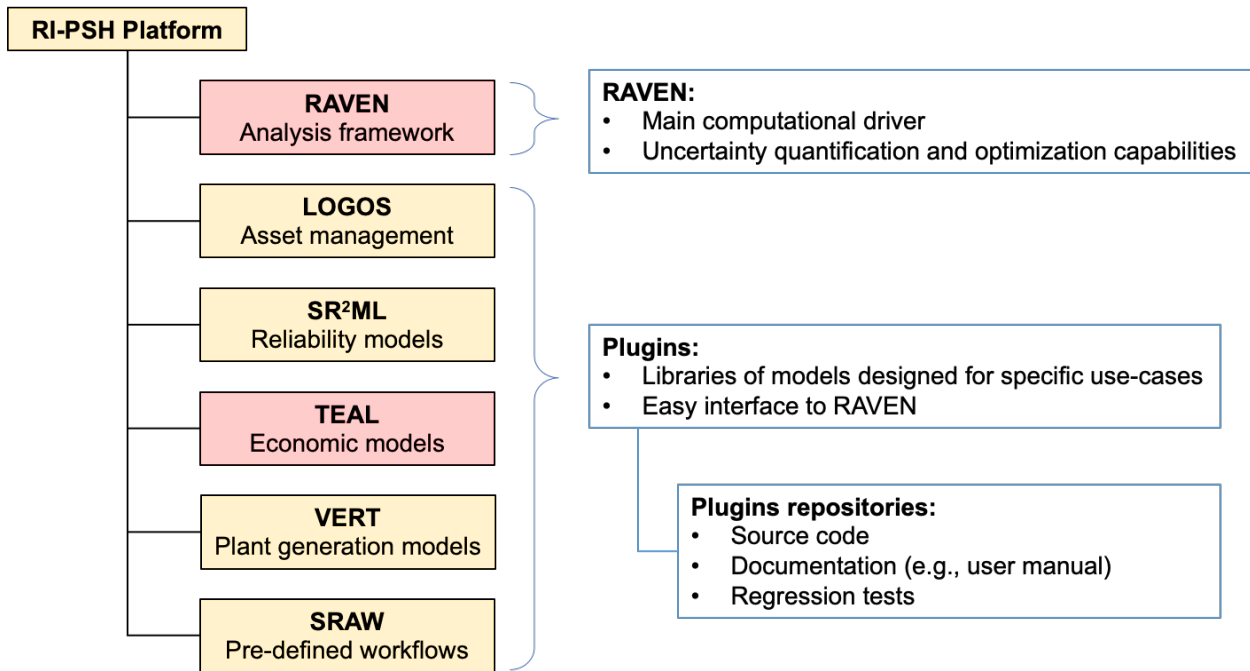 RI-PSH Platform
RAVEN
Analysis framework
RAVEN:
• Main computational driver
• Uncertainty quantification and optimization capabilities
LOGOS
Asset management
SR²ML
Reliability models
Plugins:
• Libraries of models designed for specific use-cases
• Easy interface to RAVEN
TEAL
Economic models
VERT
Plant generation models
Plugins repositories:
• Source code
• Documentation (e.g., user manual)
• Regression tests
SRAW
Pre-defined workflows